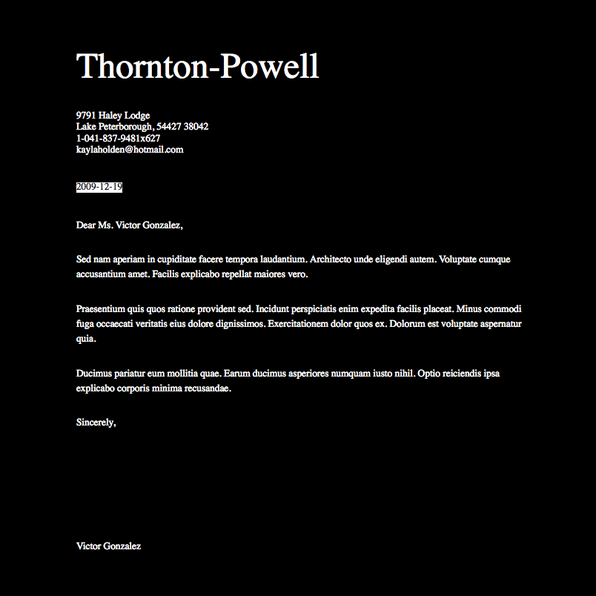 Thornton-Powell
9791 Haley Lodge
Lake Peterborough, 54427 38042
1-041-837-9481x627
kaylaholden@hotmail.com
2009-12-19
Dear Ms. Victor Gonzalez,
Sed nam aperiam in cupiditate facere tempora laudantium. Architecto unde eligendi autem. Voluptate cumque
accusantium amet. Facilis explicabo repellat maiores vero.
Praesentium quis quos ratione provident sed. Incidunt perspiciatis enim expedita facilis placeat. Minus commodi
fuga occaecati veritatis eius dolore dignissimos. Exercitationem dolor quos ex. Dolorum est voluptate aspernatur
quia.
Ducimus pariatur eum mollitia quae. Earum ducimus asperiores numquam iusto nihil. Optio reiciendis ipsa
explicabo corporis minima recusandae.
Sincerely,
Victor Gonzalez